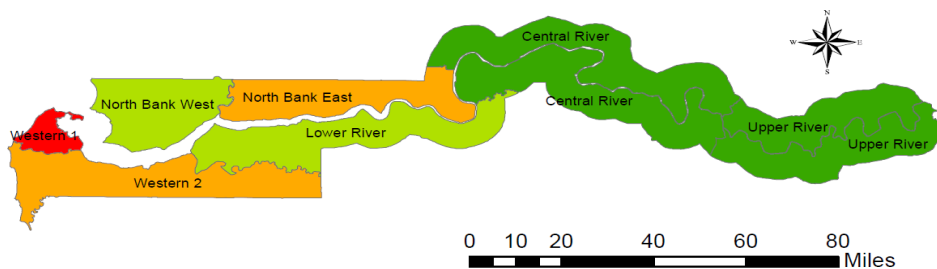 N
W E
S
Central River
North Bank West
North Bank East
Central River
Western 1
Lower River
Upper River
Upper River
Western 2
0 10 20 40 60 80
Miles